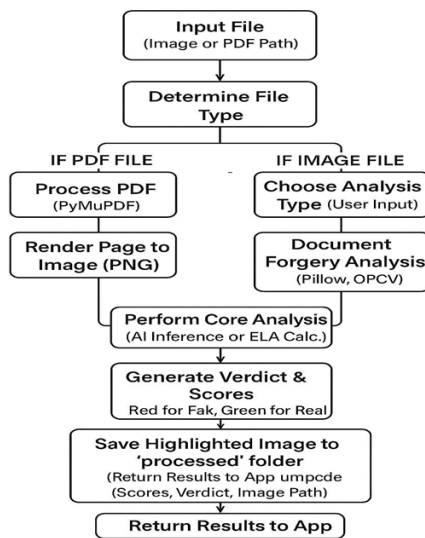 Input File
(Image or PDF Path)
Determine File
Type
IF PDF FILE
IF IMAGE FILE
Process PDF
(PyMuPDF)
Choose Analysis
Type (User Input)
Render Page to
Image (PNG)
Document
Forgery Analysis
(Pillow, OPCV)
Perform Core Analysis
(Al Inference or ELA Calc.)
Generate Verdict &
Scores
Red for Fak, Green for Real
Save Highlighted Image to
‘processed’ folder
(Return Results to App umpcde
(Scores, Verdict, Image Path)
Return Results to App